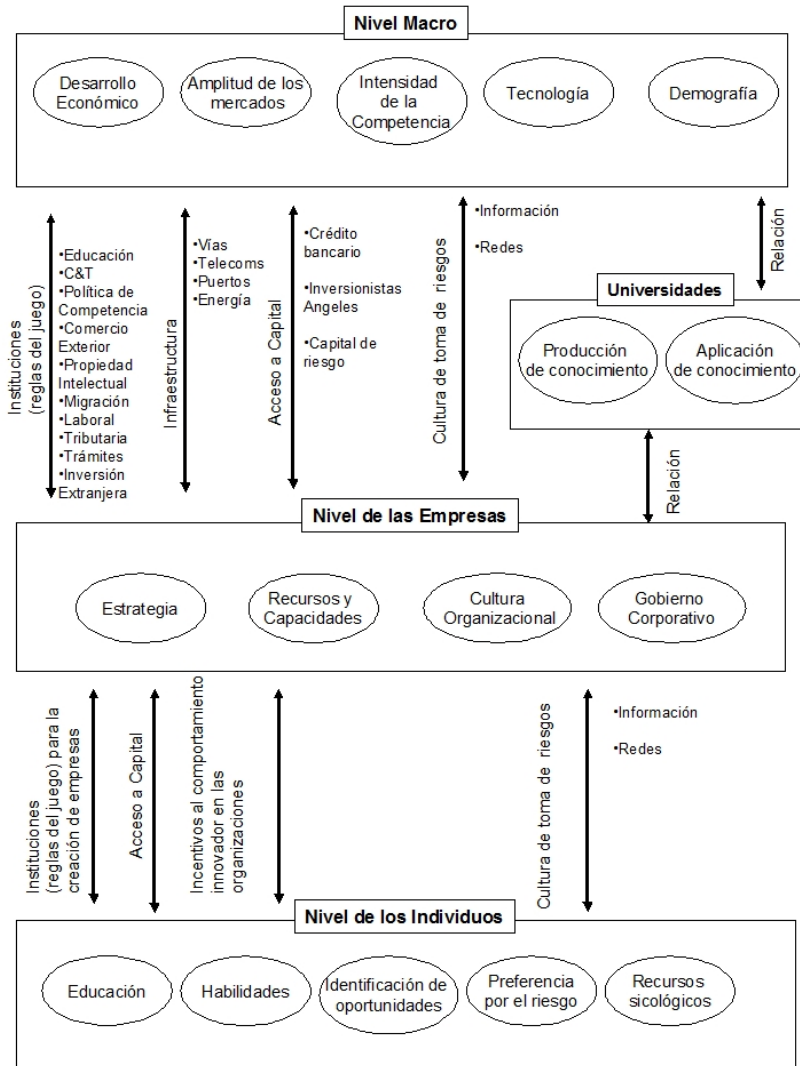 Nivel Macro
Desarrollo
Económico
Amplitud de los
mercados
Intensidad
de la
Competencia
Tecnología
Demografía
Instituciones
(reglas del juego)
•Educación
•C&T
•Política de
Competencia
•Comercio
Exterior
•Propiedad
Intelectual
•Migración
•Laboral
•Tributaria
•Trámites
•Inversión
Extranjera
Infraestructura
•Vías
•Telecoms
•Puertos
•Energía
Acceso a Capital
•Crédito
bancario
•Inversionistas
Angeles
•Capital de
riesgo
Cultura de toma de riesgos
•Información
•Redes
Relación
Universidades
Producción
de conocimiento
Aplicación
de conocimiento
Relación
Nivel de las Empresas
Estrategia
Recursos y
Capacidades
Cultura
Organizacional
Gobierno
Corporativo
Instituciones
(reglas del juego) para la
creación de empresas
Acceso a Capital
Incentivos al comportamiento
innovador en las
organizaciones
Cultura de toma de riesgos
•Información
•Redes
Nivel de los Individuos
Educación
Habilidades
Identificación de
oportunidades
Preferencia
por el riesgo
Recursos
sicológicos